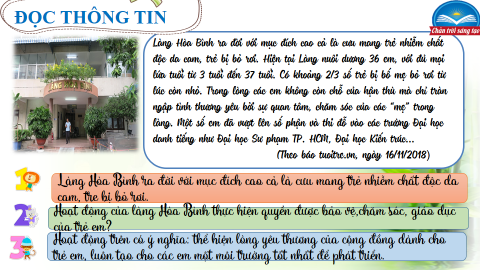 ĐỌC THÔNG TIN
Chân trời sáng tạo
Làng Hòa Bình ra đời với mục đích cao cả là cưu mang trẻ nhiễm chất
độc da cam, trẻ bị bỏ rơi. Hiện tại Làng nuôi dưỡng 36 em, với đủ mọi
lứa tuổi từ 3 tuổi đến 37 tuổi. Có khoảng 2/3 số trẻ bị bố mẹ bỏ rơi từ
lúc còn nhỏ. Trong làng các em không còn chỗ của hận thù mà chỉ tràn
ngập tình thương yêu bởi sự quan tâm, chăm sóc của các "mẹ" trong
làng. Một số em đã vượt lên số phận và thi đỗ vào các trường Đại học
danh tiếng như Đại học Sư phạm TP. HCM, Đại học Kiến trúc...
(Theo báo tuoitre.vn, ngày 16/11/2018)
1 Làng Hòa Bình ra đời với mục đích cao cả là cưu mang trẻ nhiễm chất độc da
cam, trẻ bị bỏ rơi.
2 Hoạt động của làng Hòa Bình thực hiện quyền được bảo vệ,chăm sóc, giáo dục
của trẻ em?
3 Hoạt động trên có ý nghĩa: thể hiện lòng yêu thương của cộng đồng dành cho
trẻ em, luôn tạo cho các em một môi trường tốt nhất để phát triển.